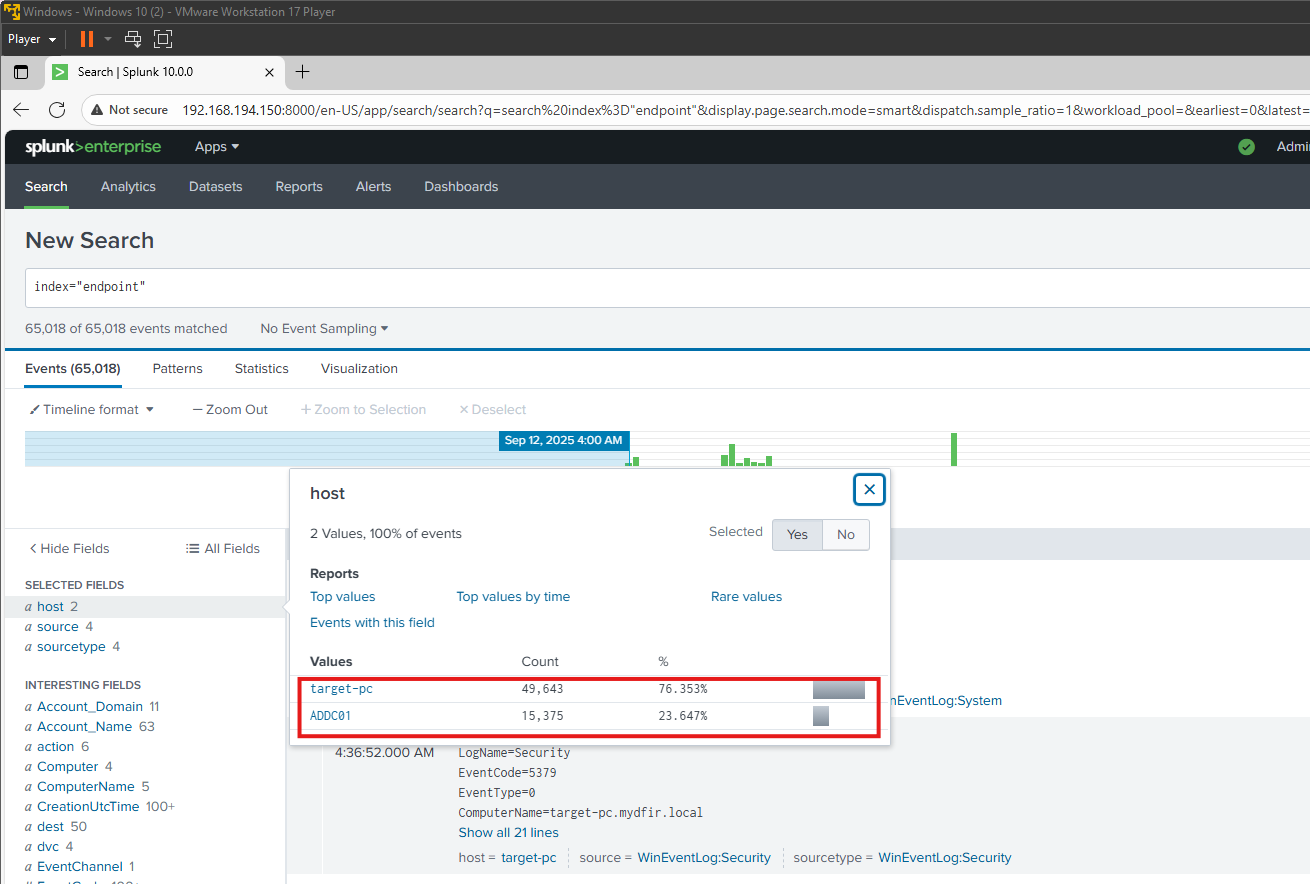 Windows - Windows 10 (2) - VMware Workstation 17 Player
Player
Search | Splunk 10.0.0
Not secure 192.168.194.150:8000/en-US/app/search/search?q=search%20index%3D"endpoint"&display.page.search.mode=smart&dispatch.sample_ratio=1&workload_pool=&earliest=0&latest=
splunk>enterprise Apps Admi
Search Analytics Datasets Reports Alerts Dashboards
New Search
index="endpoint"
65,018 of 65,018 events matched No Event Sampling
Events (65,018) Patterns Statistics Visualization
Timeline format — Zoom Out + Zoom to Selection × Deselect
Sep 12, 2025 4:00 AM
host
2 Values, 100% of events Selected Yes No
< Hide Fields All Fields
Reports
SELECTED FIELDS
Top values Top values by time Rare values
a host 2
Events with this field
a source 4
a sourcetype 4
Values Count %
INTERESTING FIELDS
target-pc 49,643 76.353%
a Account_Domain 11 nEventLog:System
ADDC01 15,375 23.647%
a Account_Name 63
a action 6
4:36:52.000 AM LogName=Security
a Computer 4
EventCode=5379
a ComputerName 5
EventType=0
a CreationUtcTime 100+
ComputerName=target-pc.mydfir.local
a dest 50
Show all 21 lines
a dvc 4
host = target-pc source = WinEventLog:Security sourcetype = WinEventLog:Security
a EventChannel 1